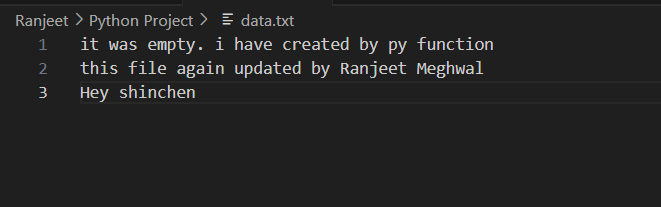 Ranjeet > Python Project > data.txt
1 it was empty. i have created by py function
2 this file again updated by Ranjeet Meghwal
3 Hey shinchen